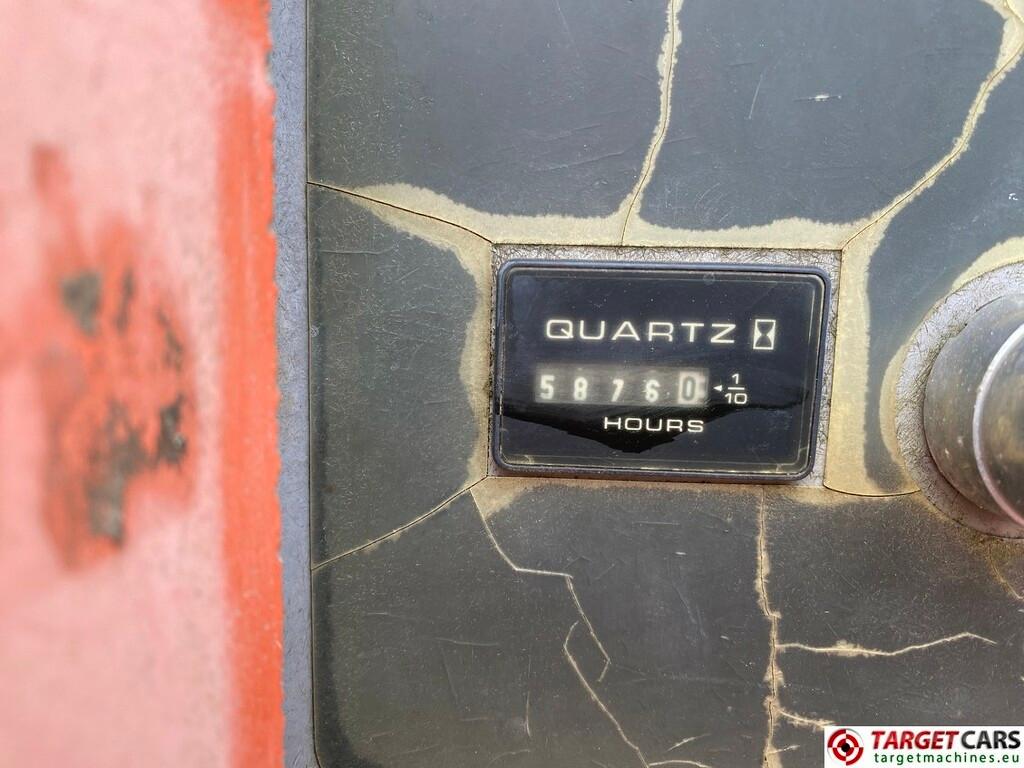 QUARTZ
58760
1/10
HOURS
TARGETCARS
targetmachines.eu